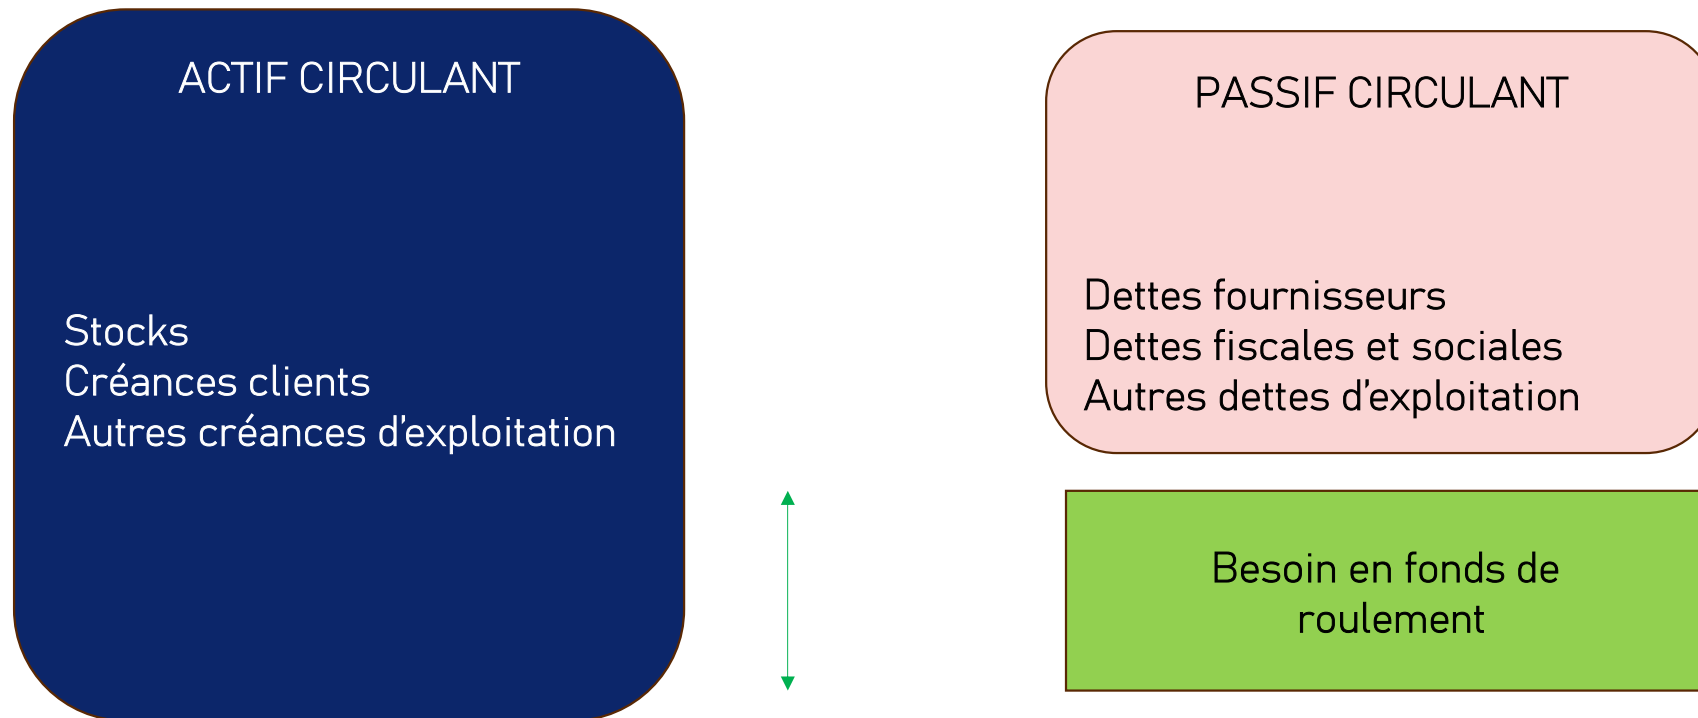 ACTIF CIRCULANT
Stocks
Créances clients
Autres créances d'exploitation
PASSIF CIRCULANT
Dettes fournisseurs
Dettes fiscales et sociales
Autres dettes d'exploitation
Besoin en fonds de
roulement